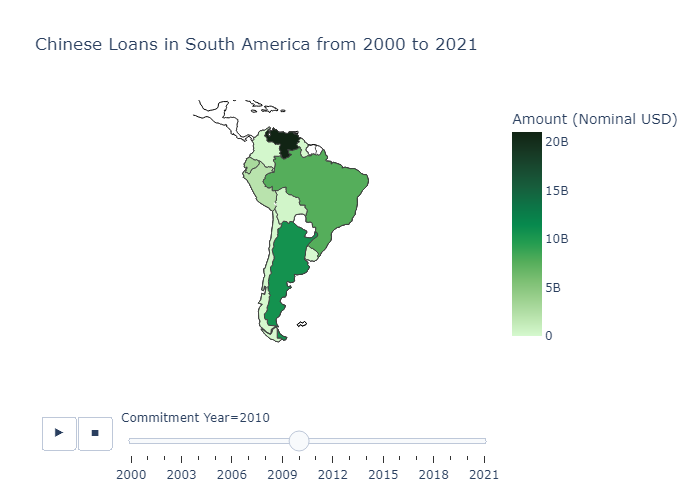 Chinese Loans in South America from 2000 to 2021
Amount (Nominal USD)
20B
15B
10B
5B
0
Commitment Year=2010
2000 2003 2006 2009 2012 2015 2018 2021